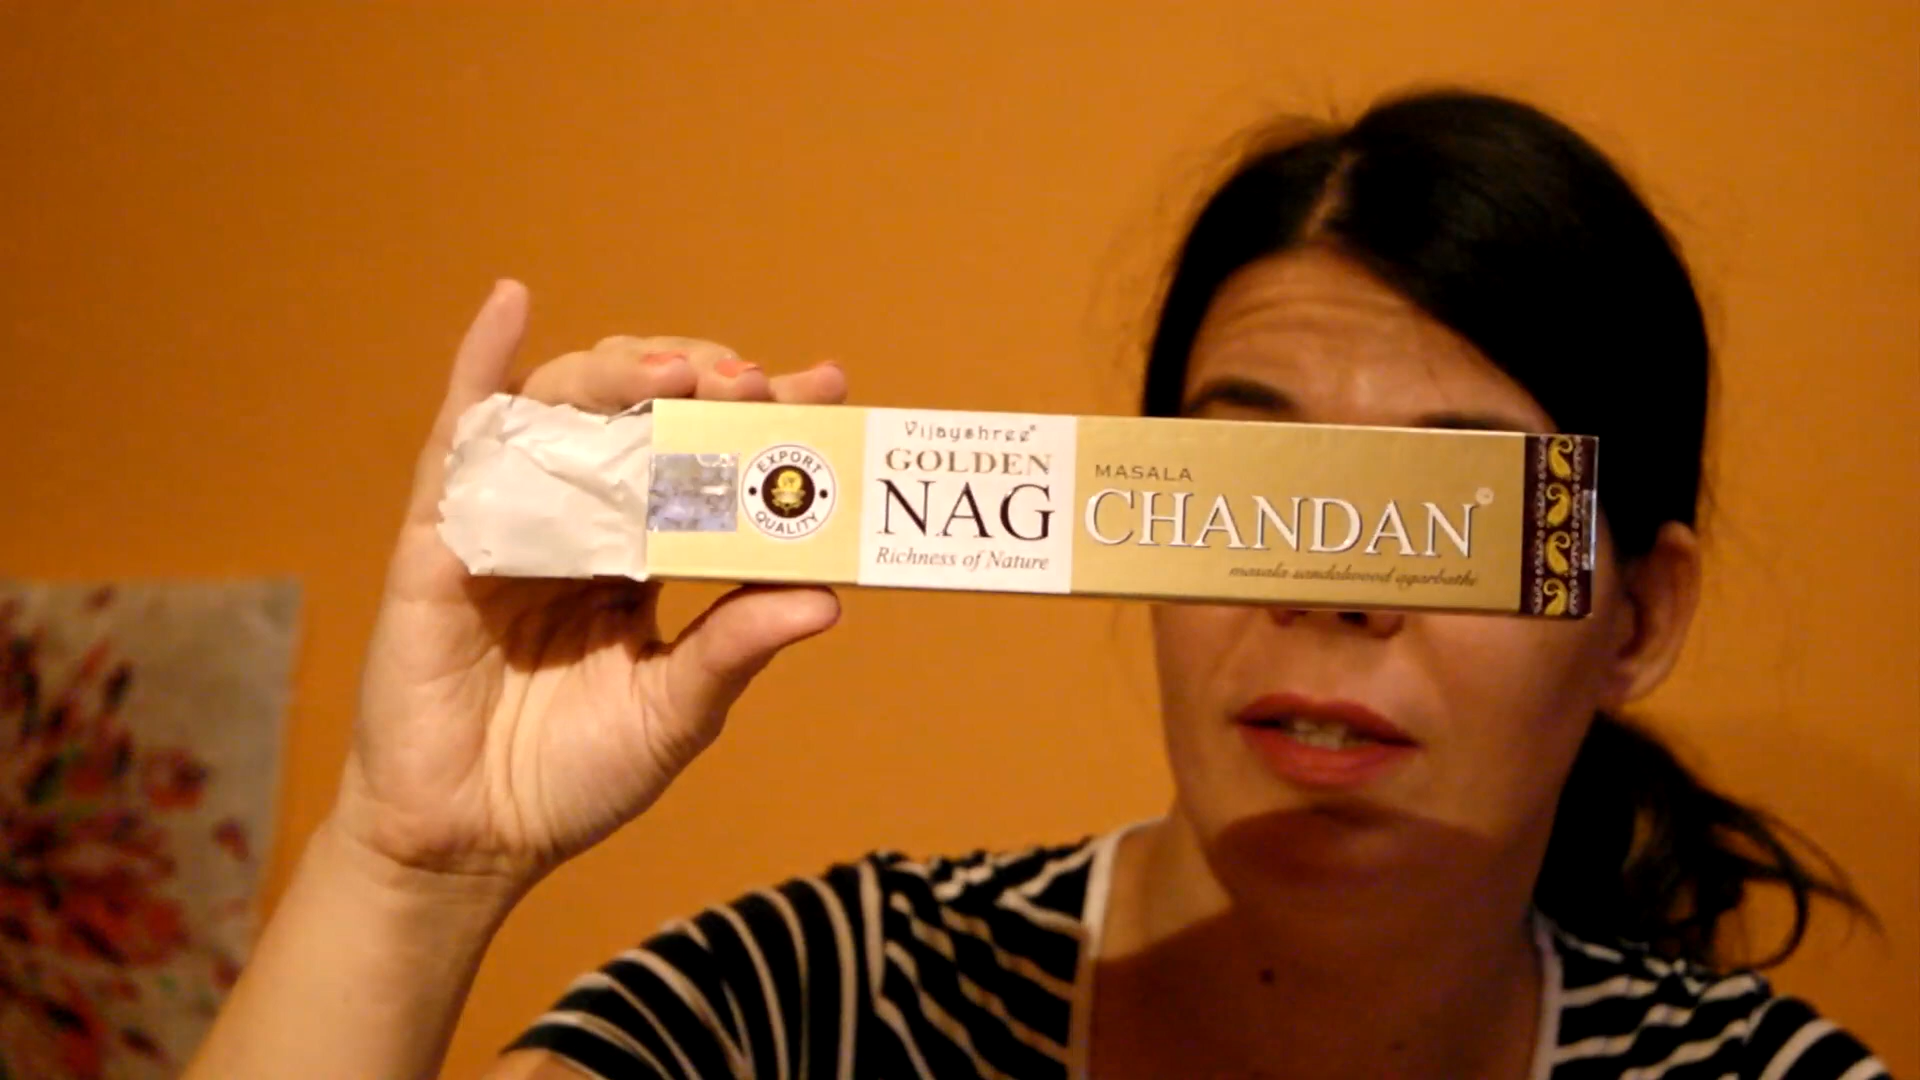 EXPORT
QUALITY
Vijayshree®
GOLDEN
NAG
Richness of Nature
MASALA
CHANDAN
masala sandalwood agarbathi